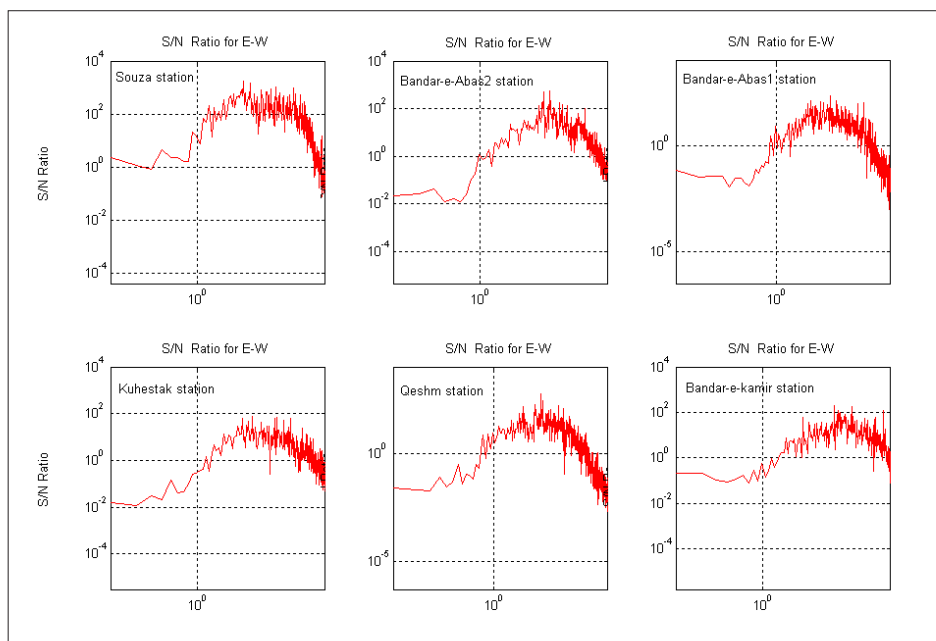 S/N Ratio for E-W
S/N Ratio for E-W
S/N Ratio for E-W
Souza station
Bandar-e-Abas2 station
Bandar-e-Abas1 station
S/N Ratio
10^4
10^2
10^0
10^-2
10^-4
10^0
10^4
10^2
10^0
10^-2
10^-4
10^0
10^5
10^0
10^-5
10^0
S/N Ratio for E-W
S/N Ratio for E-W
S/N Ratio for E-W
Kuhestak station
Qeshm station
Bandar-e-kamir station
S/N Ratio
10^4
10^2
10^0
10^-2
10^-4
10^0
10^5
10^0
10^-5
10^0
10^4
10^2
10^0
10^-2
10^-4
10^0